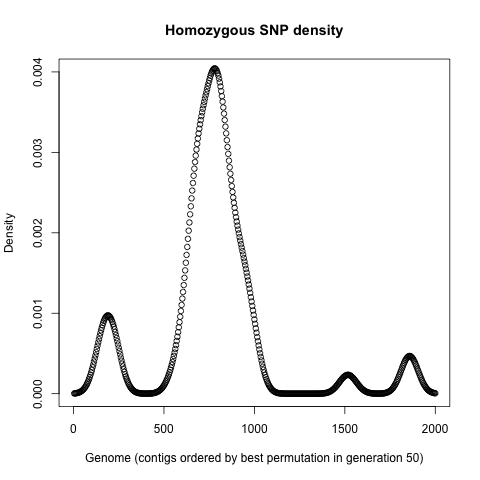 Homozygous SNP density
Density
0.004
0.003
0.002
0.001
0.000
0 500 1000 1500 2000
Genome (contigs ordered by best permutation in generation 50)